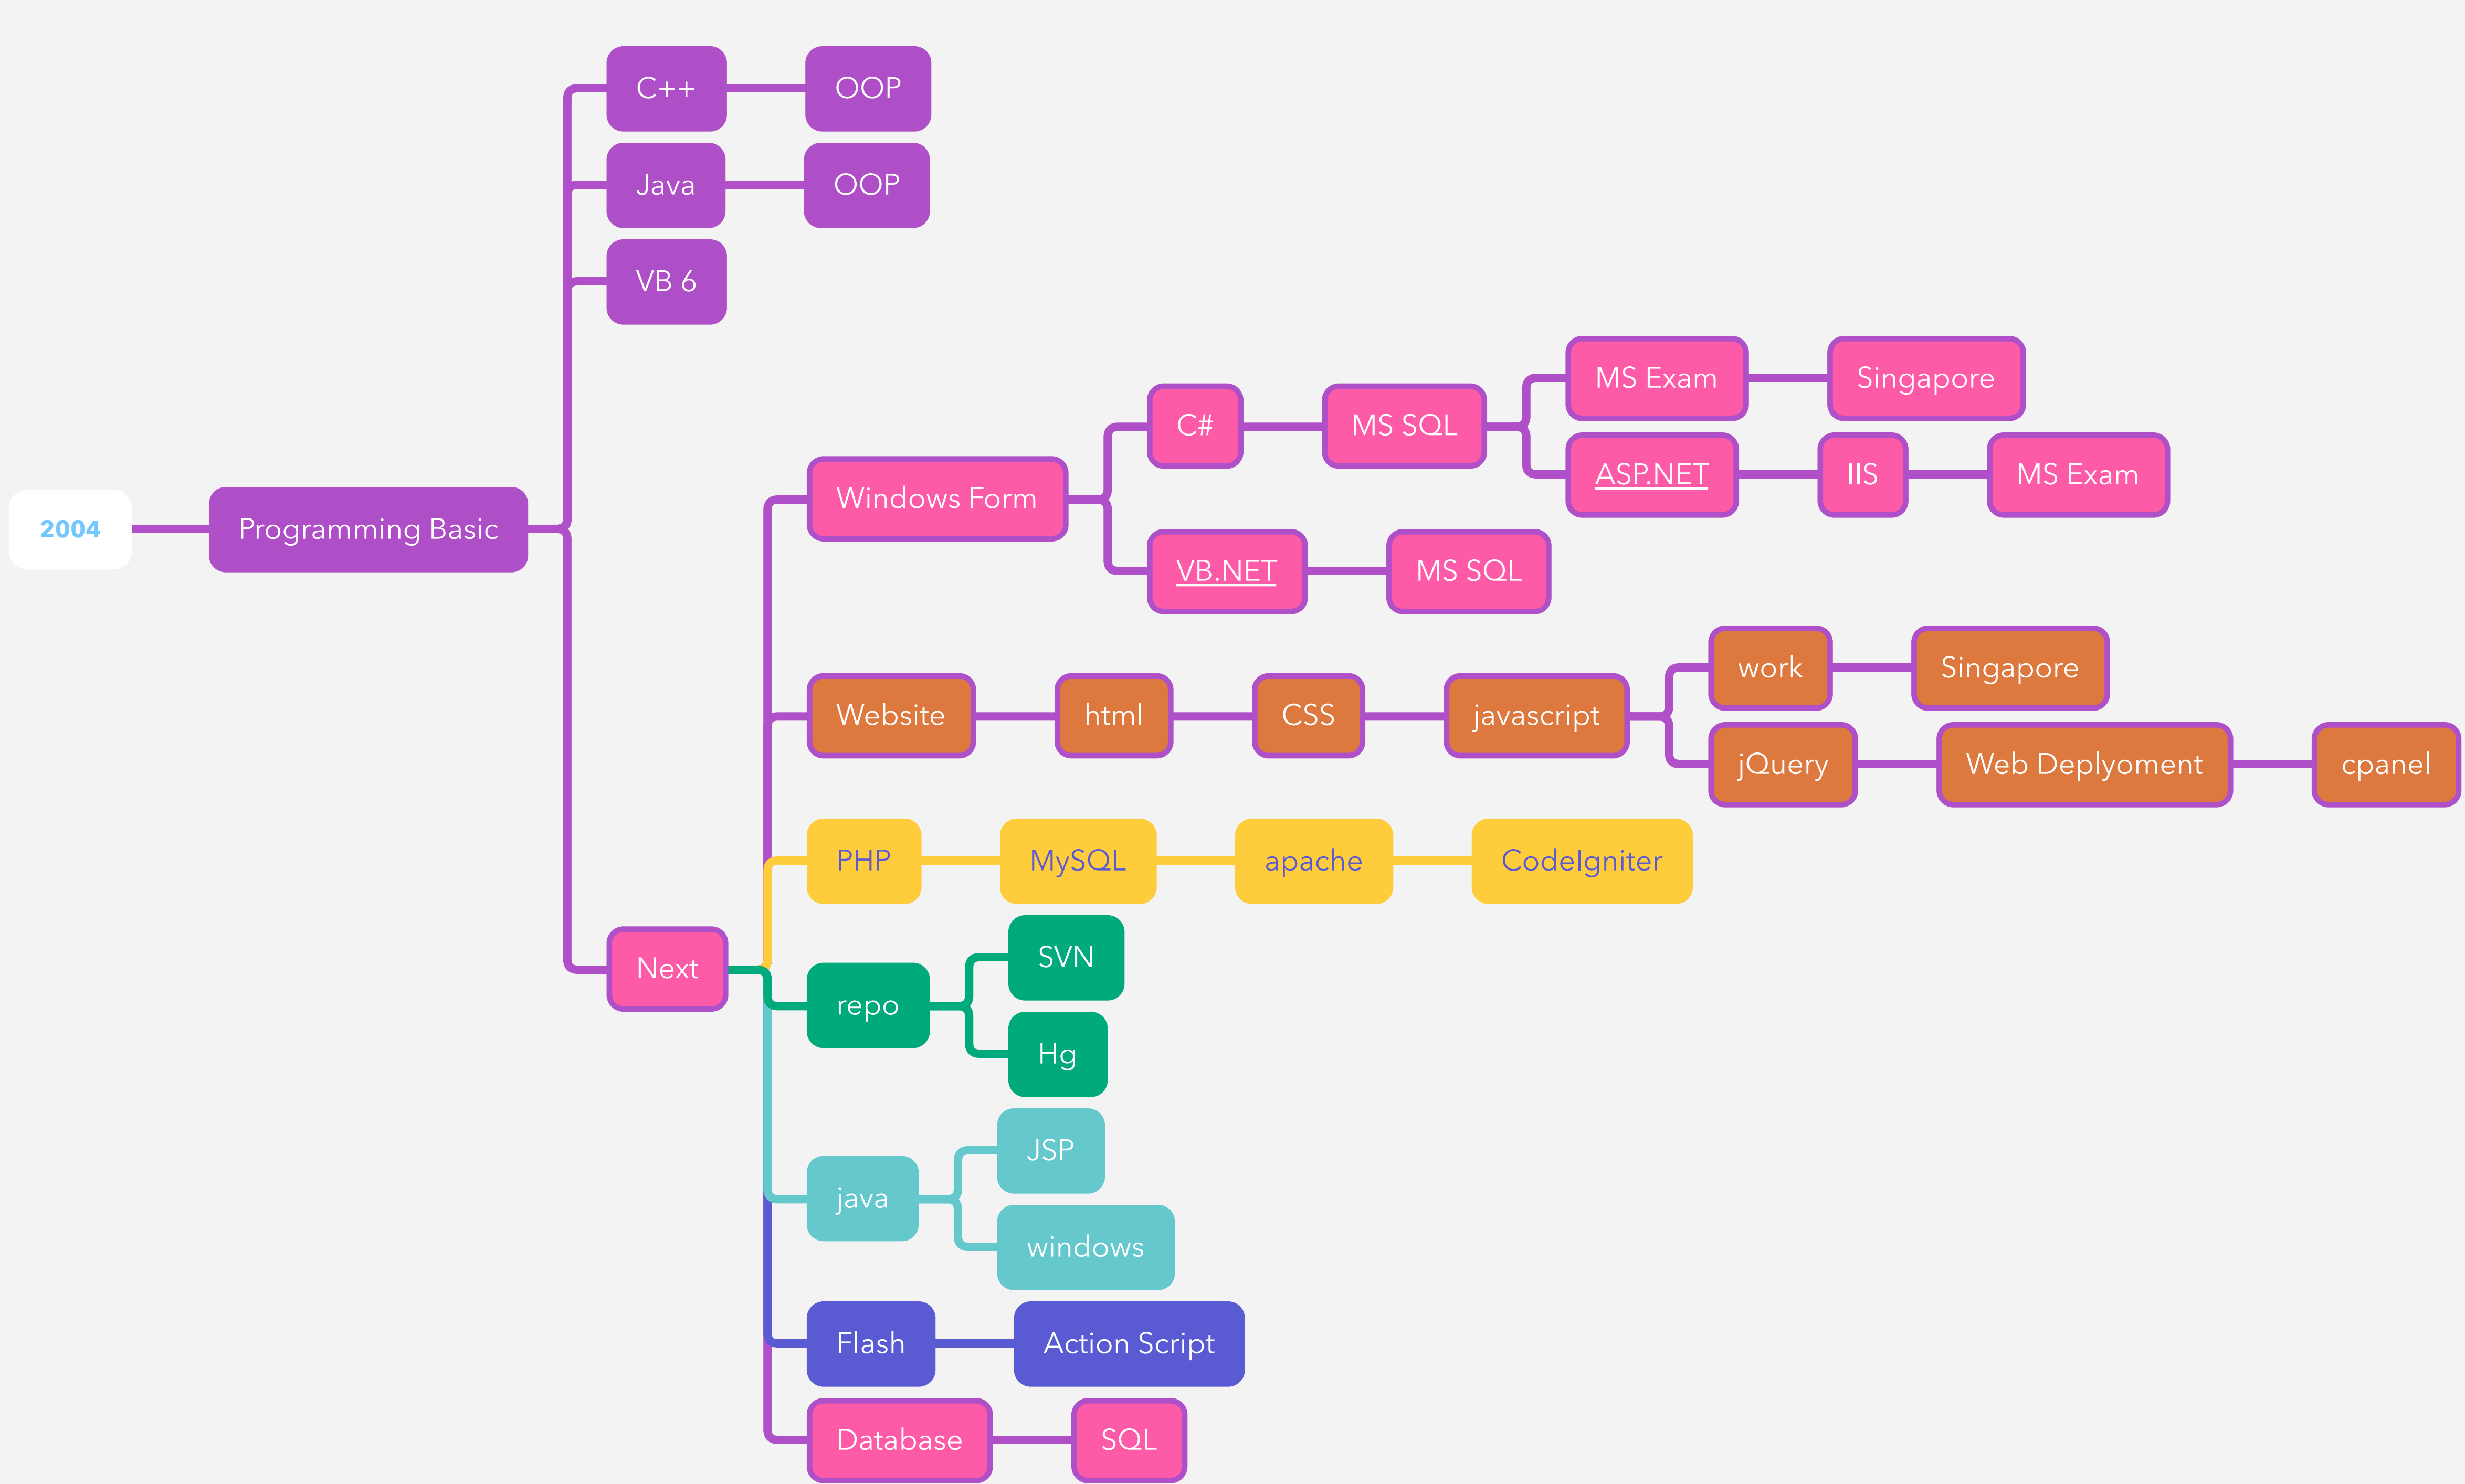 2004
Programming Basic
C++
OOP
Java
OOP
VB 6
Next
Windows Form
C#
MS SQL
MS Exam
Singapore
ASP.NET
IIS
MS Exam
VB.NET
MS SQL
Website
html
CSS
javascript
work
Singapore
jQuery
Web Deplyoment
cpanel
PHP
MySQL
apache
CodeIgniter
repo
SVN
Hg
java
JSP
windows
Flash
Action Script
Database
SQL